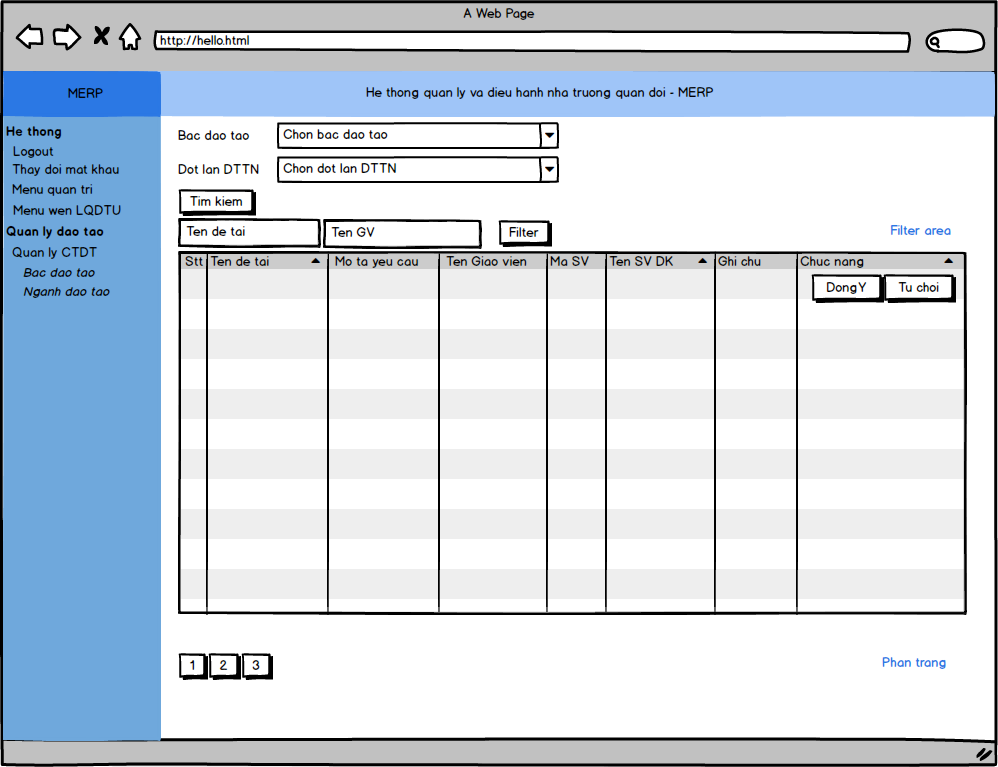 A Web Page
http://hello.html
MERP
He thong quan ly va dieu hanh nha truong quan doi - MERP
He thong
Logout
Thay doi mat khau
Menu quan tri
Menu wen LQDTU
Quan ly dao tao
Quan ly CTDT
Bac dao tao
Nganh dao tao
Bac dao tao
Chon bac dao tao
Dot lan DTTN
Chon dot lan DTTN
Tim kiem
Ten de tai
Ten GV
Filter
Filter area
Stt
Ten de tai
Mo ta yeu cau
Ten Giao vien
Ma SV
Ten SV DK
Ghi chu
Chuc nang
DongY
Tu choi
1
2
3
Phan trang